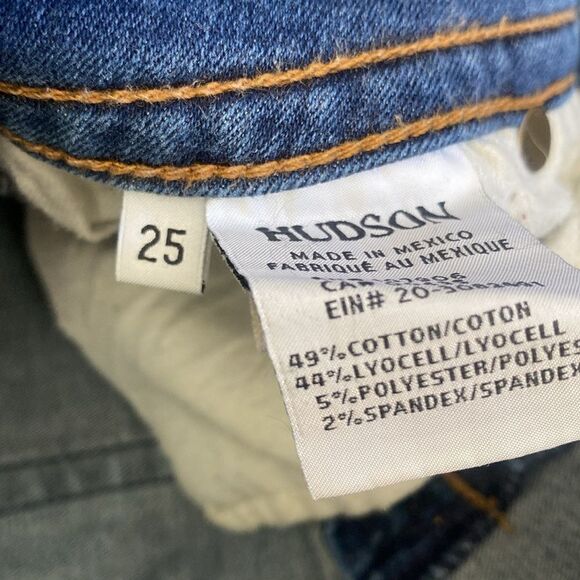 25
HUDSON
MADE IN MEXICO
FABRIQUÉ AU MEXIQUE
EIN#
49%COTTON/COTON
44%LYOCELL/LYOCELL
5%POLYESTER/POLYES
2%SPANDEX/SPANDEX